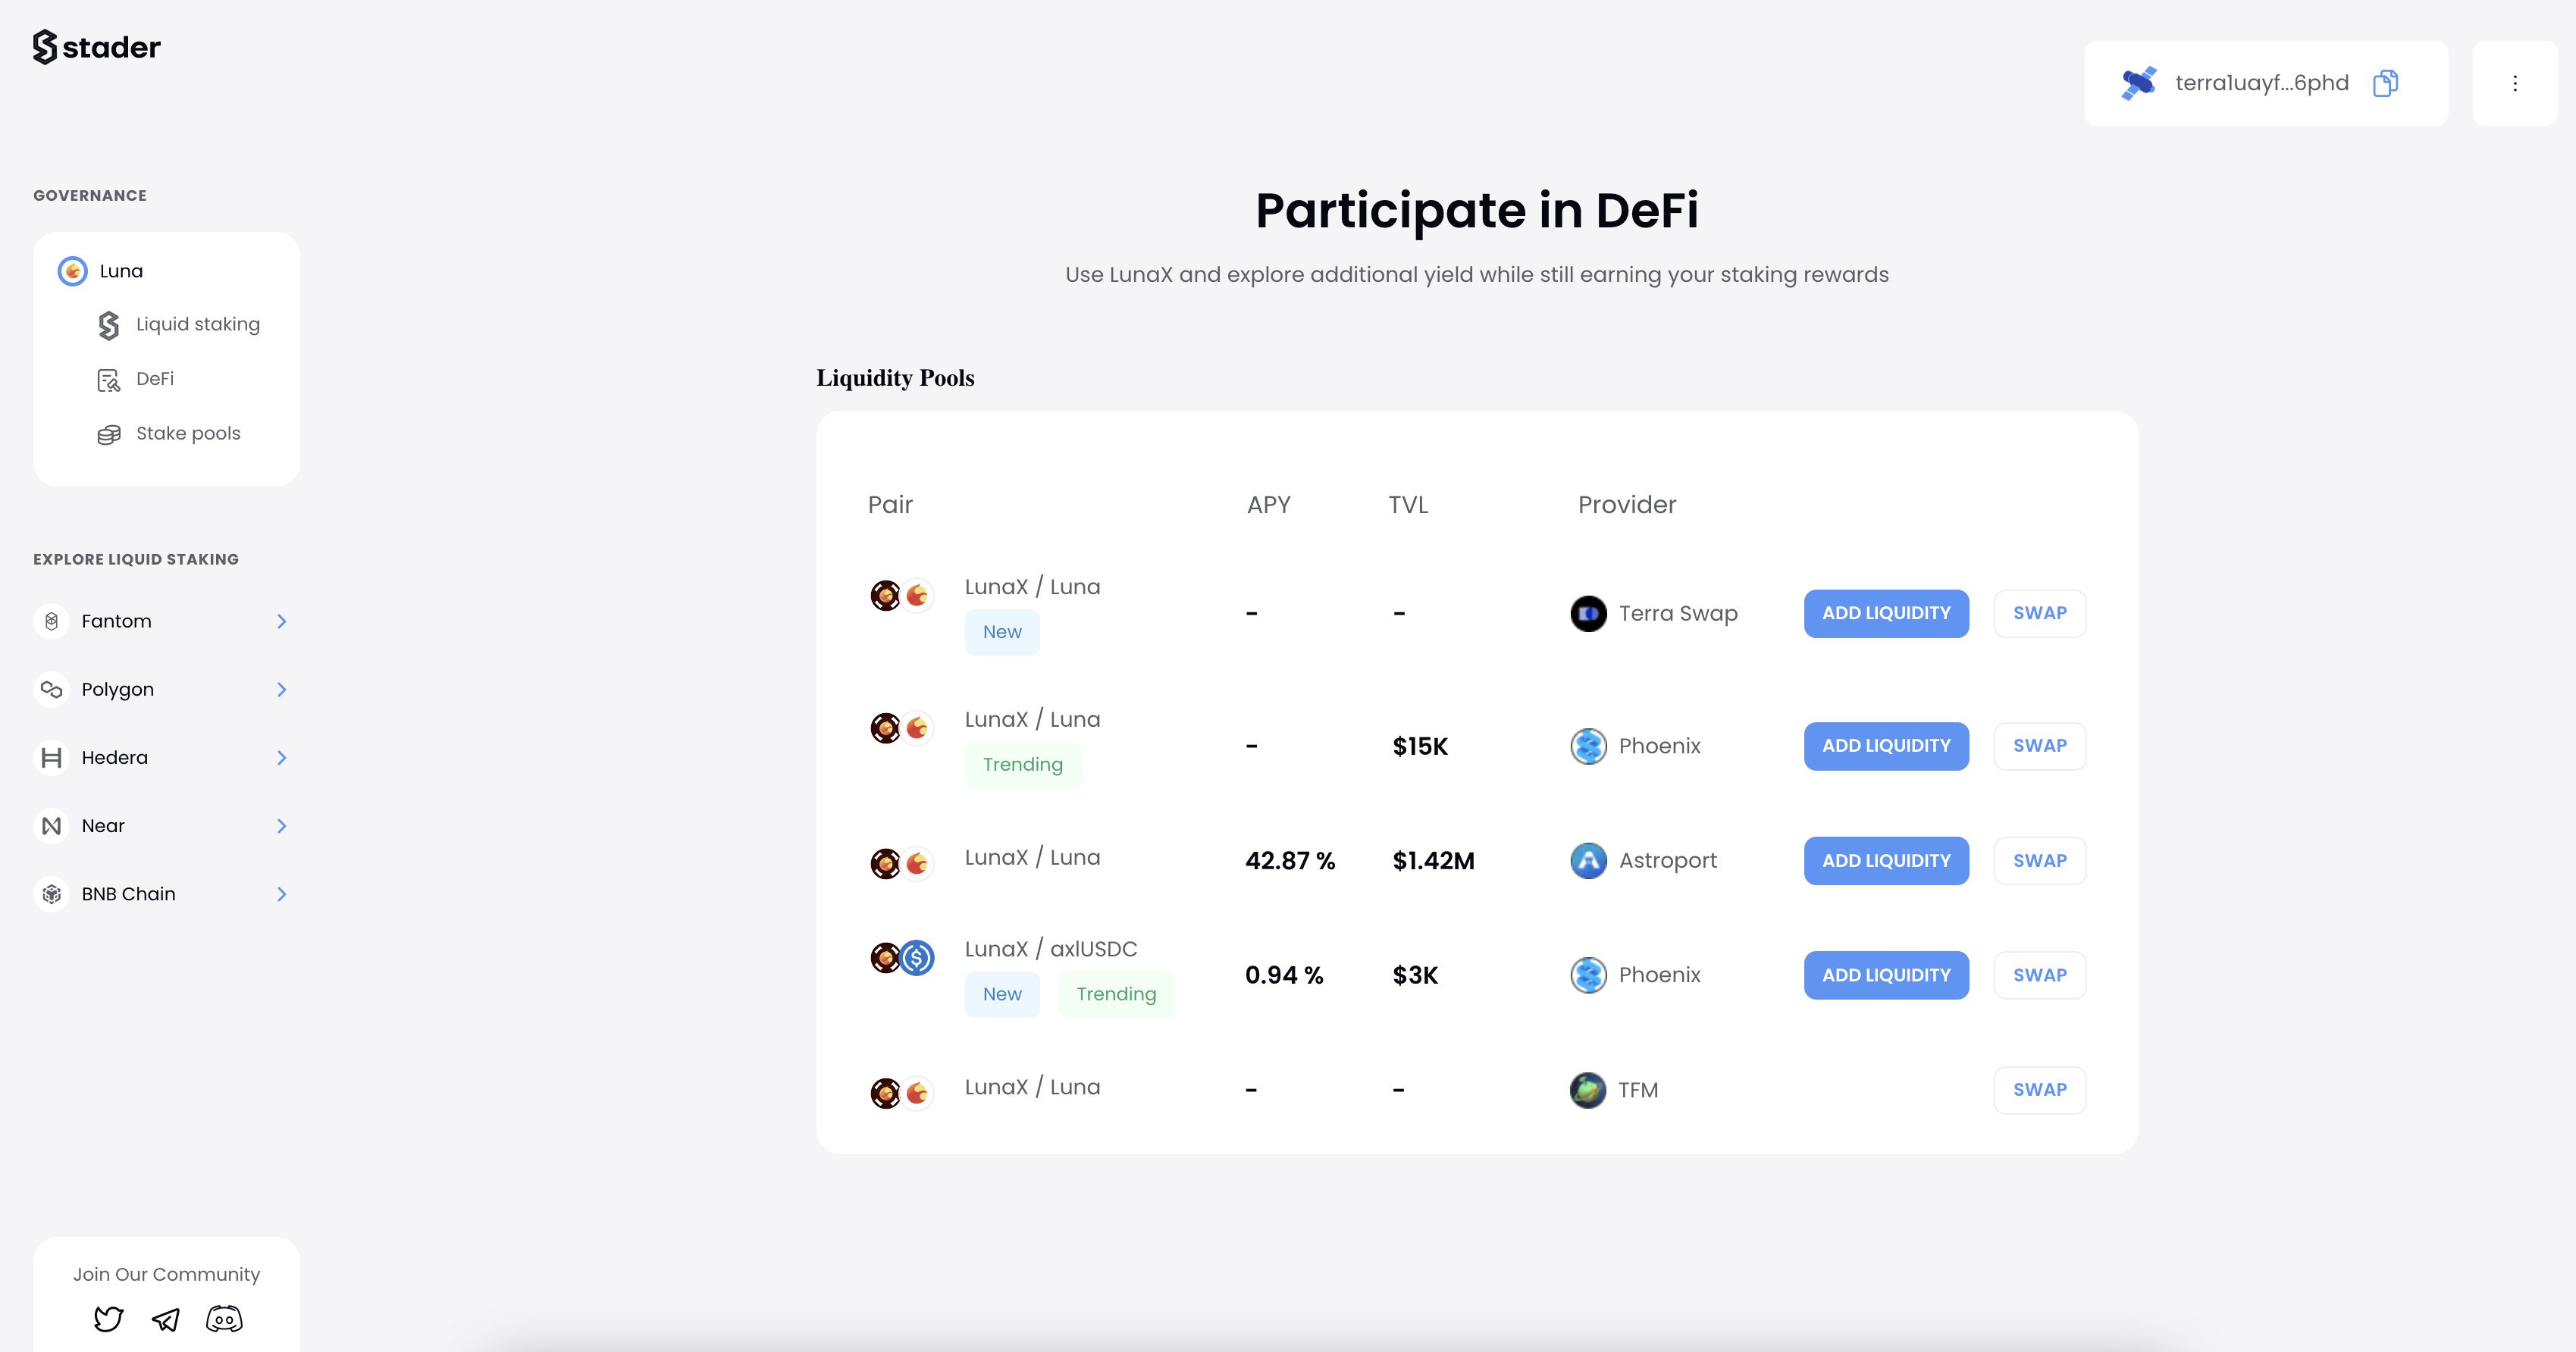 stader
terra1uayf...6phd
GOVERNANCE
Luna
Liquid staking
DeFi
Stake pools
EXPLORE LIQUID STAKING
Fantom
Polygon
Hedera
Near
BNB Chain
Join Our Community
Participate in DeFi
Use LunaX and explore additional yield while still earning your staking rewards
Liquidity Pools
Pair APY TVL Provider
LunaX / Luna
New
- - Terra Swap ADD LIQUIDITY SWAP
LunaX / Luna
Trending
- $15K Phoenix ADD LIQUIDITY SWAP
LunaX / Luna 42.87 % $1.42M Astroport ADD LIQUIDITY SWAP
LunaX / axlUSDC
New Trending
0.94 % $3K Phoenix ADD LIQUIDITY SWAP
LunaX / Luna - - TFM SWAP